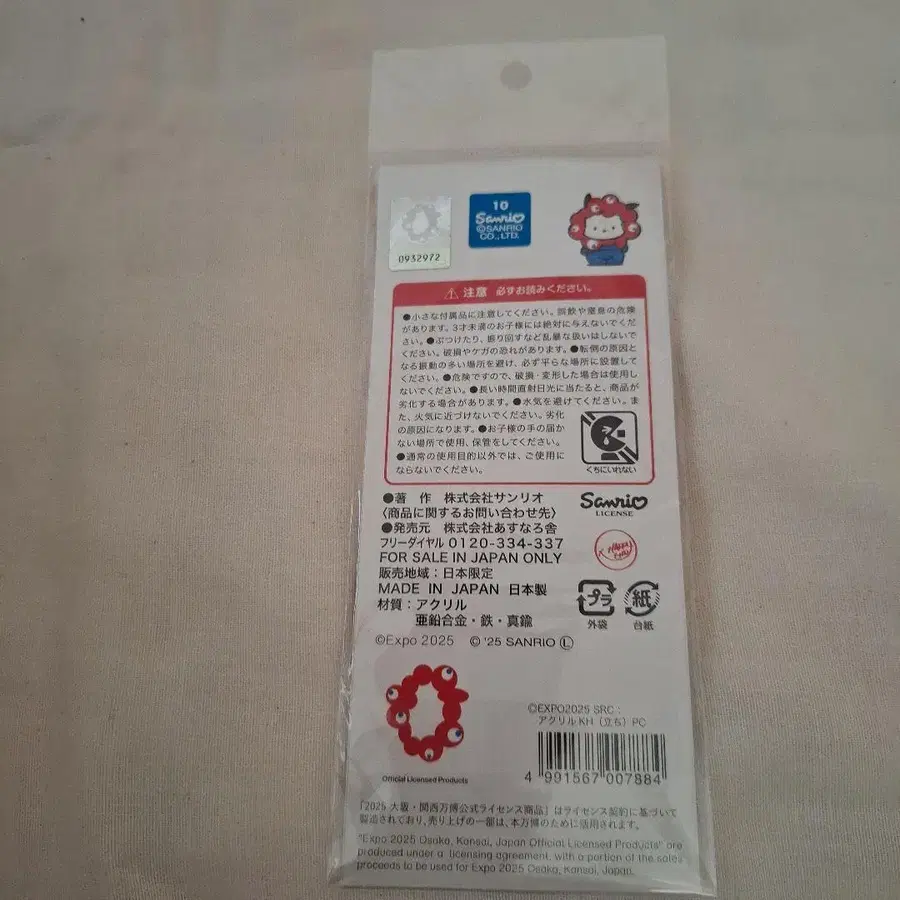 0932972
10
Sanrio
©SANRIO
CO., LTD.
注意 必ずお読みください。
●小さな付属品に注意してください。誤飲や窒息の危険
があります。3才未満のお子様には絶対に与えないでくだ
さい。●ぶつけたり、振り回すなど乱暴な扱いはしないで
ください。破損やケガの恐れがあります。●転倒の原因と
なる振動の多い場所を避け、必ず平らな場所に設置して
ください。●危険ですので、破損・変形した場合は使用し
ないでください。●長い時間直射日光に当たると、商品が
劣化する場合があります。●水気を避けてください。ま
た、火気に近づけないでください。劣化
の原因になります。●お子様の手の届か
ない場所で使用、保管をしてください。
●通常の使用目的以外では、ご使用に
ならないでください。
くちにいれない
●著 作 株式会社サンリオ
〈商品に関するお問い合わせ先〉
●発売元 株式会社あすなろ舎
フリーダイヤル 0120-334-337
FOR SALE IN JAPAN ONLY
販売地域：日本限定
MADE IN JAPAN 日本製
材質：アクリル
亜鉛合金・鉄・真鍮
©Expo 2025 © '25 SANRIO Ⓛ
Sanrio
LICENSE
プラ
外袋
紙
台紙
Official Licensed Products
©EXPO2025 SRC：
アクリルKH（立ち）PC
4 991567 007884
「2025 大阪・関西万博公式ライセンス商品」はライセンス契約に基づいて
製造されており、売り上げの一部は、本万博のために活用されます。
"Expo 2025 Osaka, Kansai, Japan Official Licensed Products" are
produced under a licensing agreement, with a portion of the sales
proceeds to be used for Expo 2025 Osaka, Kansai, Japan.